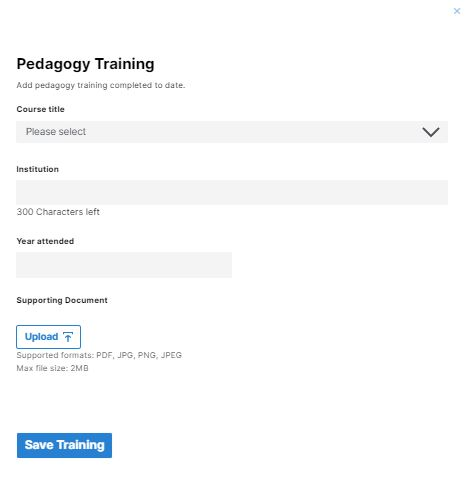 Pedagogy Training
Add pedagogy training completed to date.
Course title
Please select
Institution
300 Characters left
Year attended
Supporting Document
Upload
Supported formats: PDF, JPG, PNG, JPEG
Max file size: 2MB
Save Training